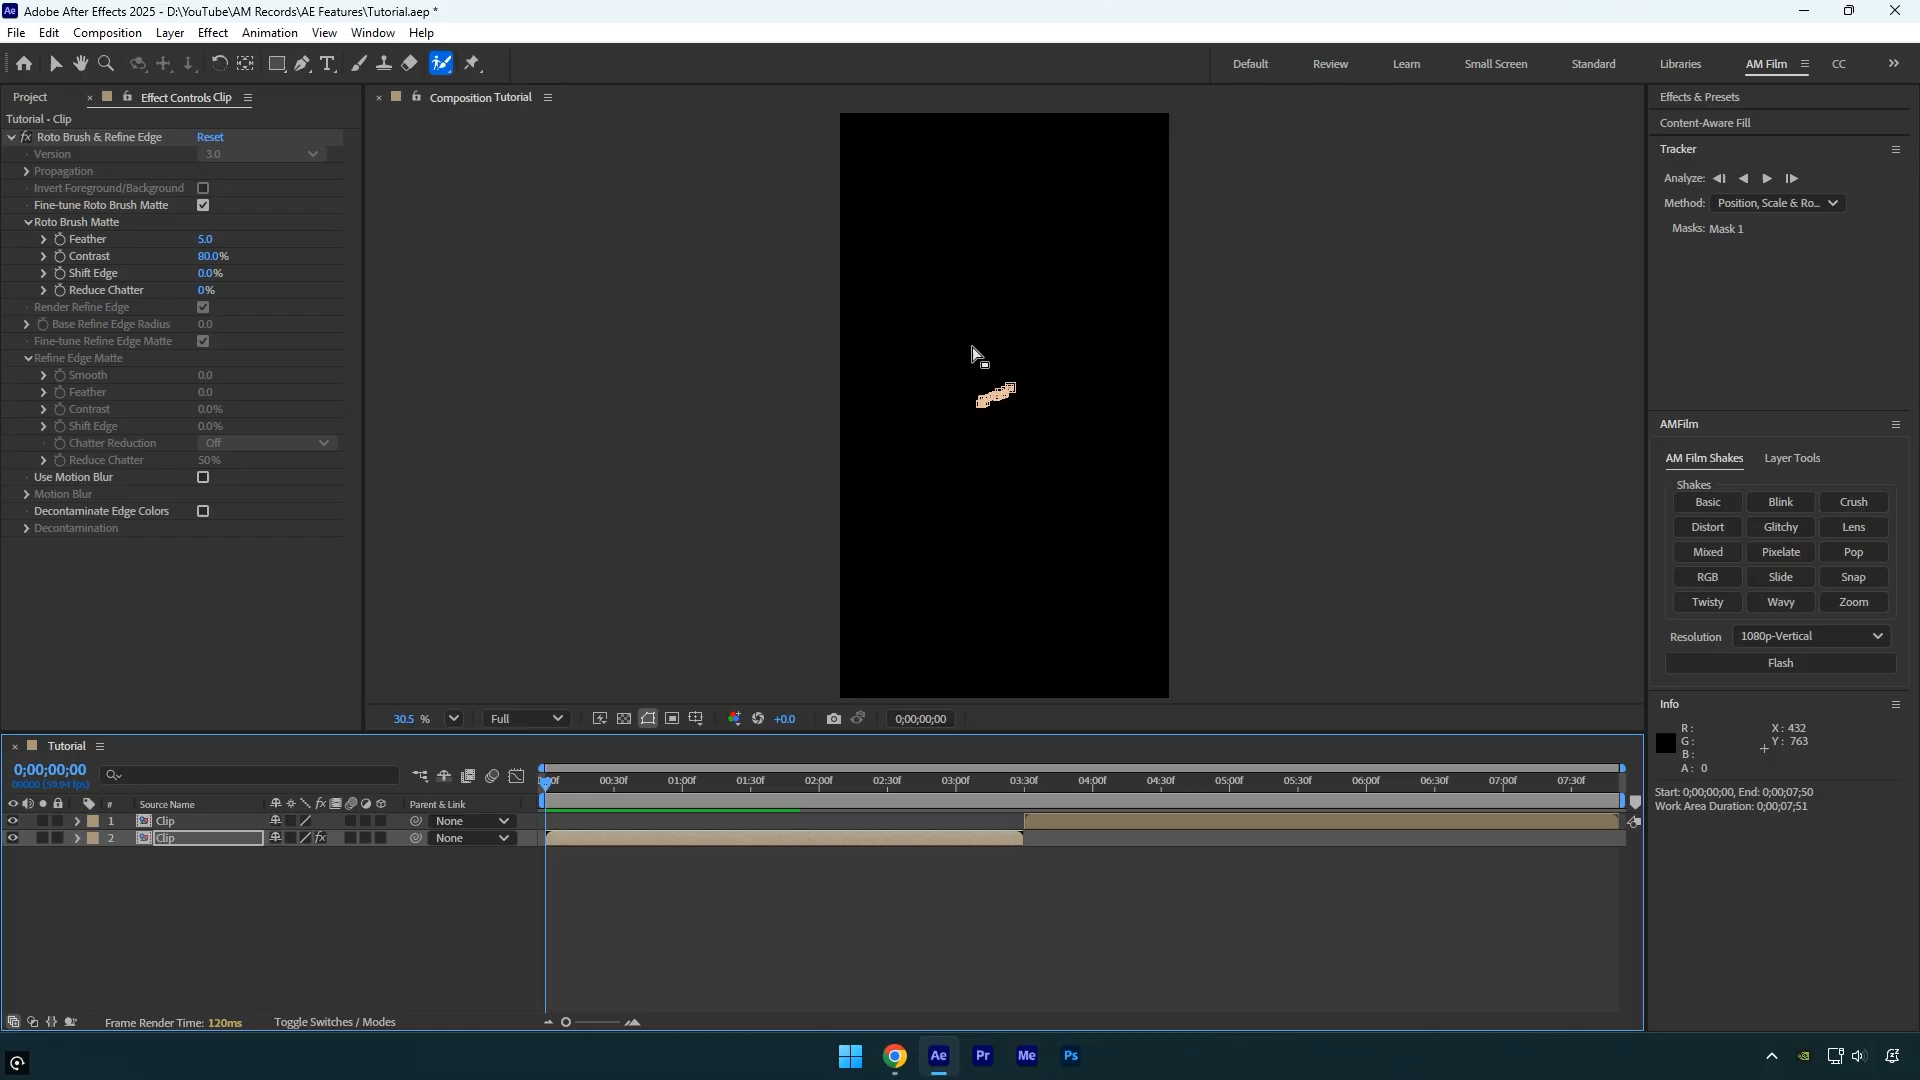 Adobe After Effects 2025 - D:\YouTube\AM Records\AE Features\Tutorial.aep *
File Edit Composition Layer Effect Animation View Window Help
Default Review Learn Small Screen Standard Libraries AM Film CC
Project Effect Controls Clip
Composition Tutorial
Tutorial • Clip
fx Roto Brush & Refine Edge Reset
Version 3.0
Propagation
Invert Foreground/Background
Fine-tune Roto Brush Matte
Roto Brush Matte
Feather 5.0
Contrast 80.0%
Shift Edge 0.0%
Reduce Chatter 0%
Render Refine Edge
Base Refine Edge Radius 0.0
Fine-tune Refine Edge Matte
Refine Edge Matte
Smooth 0.0
Feather 0.0
Contrast 0.0%
Shift Edge 0.0%
Chatter Reduction Off
Reduce Chatter 50%
Use Motion Blur
Motion Blur
Decontaminate Edge Colors
Decontamination
30.5 % Full +0.0 0;00;00;00
Effects & Presets
Content-Aware Fill
Tracker
Analyze:
Method: Position, Scale & Ro...
Masks: Mask 1
AMFilm
AM Film Shakes Layer Tools
Shakes
Basic Blink Crush
Distort Glitchy Lens
Mixed Pixelate Pop
RGB Slide Snap
Twisty Wavy Zoom
Resolution 1080p-Vertical
Flash
Info
R: X: 432
G: Y: 763
B:
A: 0
Start: 0;00;00;00, End: 0;00;07;50
Work Area Duration: 0;00;07;51
Tutorial
0;00;00;00
00000 (59.94 fps)
00:30f 01:00f 01:30f 02:00f 02:30f 03:00f 03:30f 04:00f 04:30f 05:00f 05:30f 06:00f 06:30f 07:00f 07:30f
# Source Name fx Parent & Link
1 Clip None
2 Clip fx None
Frame Render Time: 120ms Toggle Switches / Modes
Ae Pr Me Ps